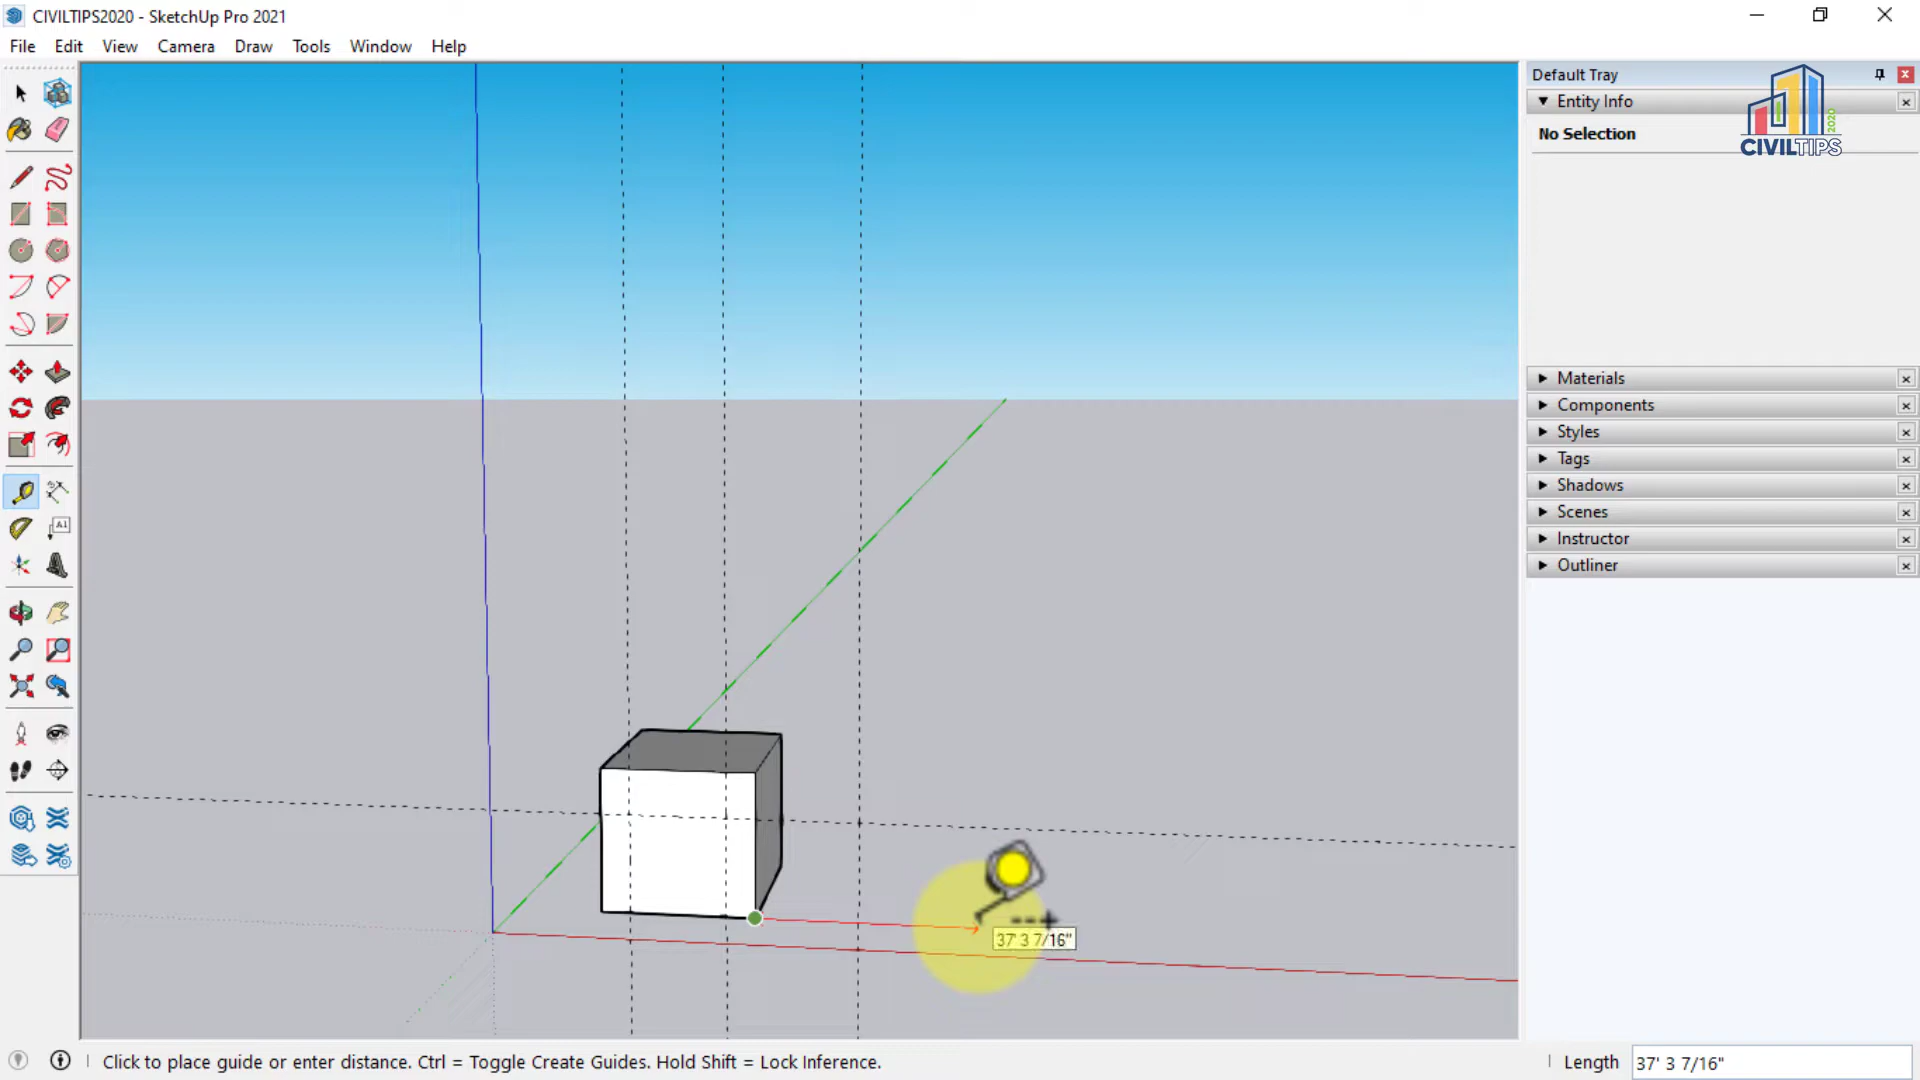 CIVILTIPS2020 - SketchUp Pro 2021
File Edit View Camera Draw Tools Window Help
Default Tray
Entity Info
No Selection
2020
CIVILTIPS
A1
Materials
Components
Styles
Tags
Shadows
Scenes
Instructor
Outliner
37' 3 7/16"
Click to place guide or enter distance. Ctrl = Toggle Create Guides. Hold Shift = Lock Inference.
Length 37' 3 7/16"